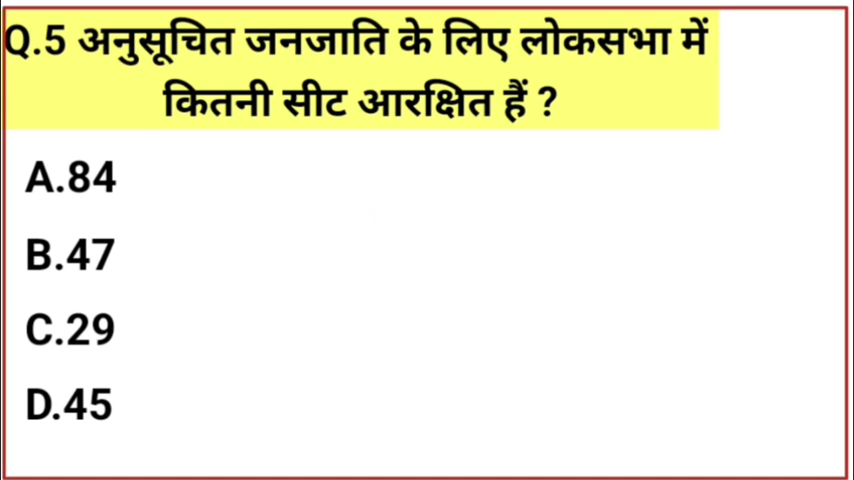 Q.5 अनुसूचित जनजाति के लिए लोकसभा में
कितनी सीट आरक्षित हैं ?
A.84
B.47
C.29
D.45